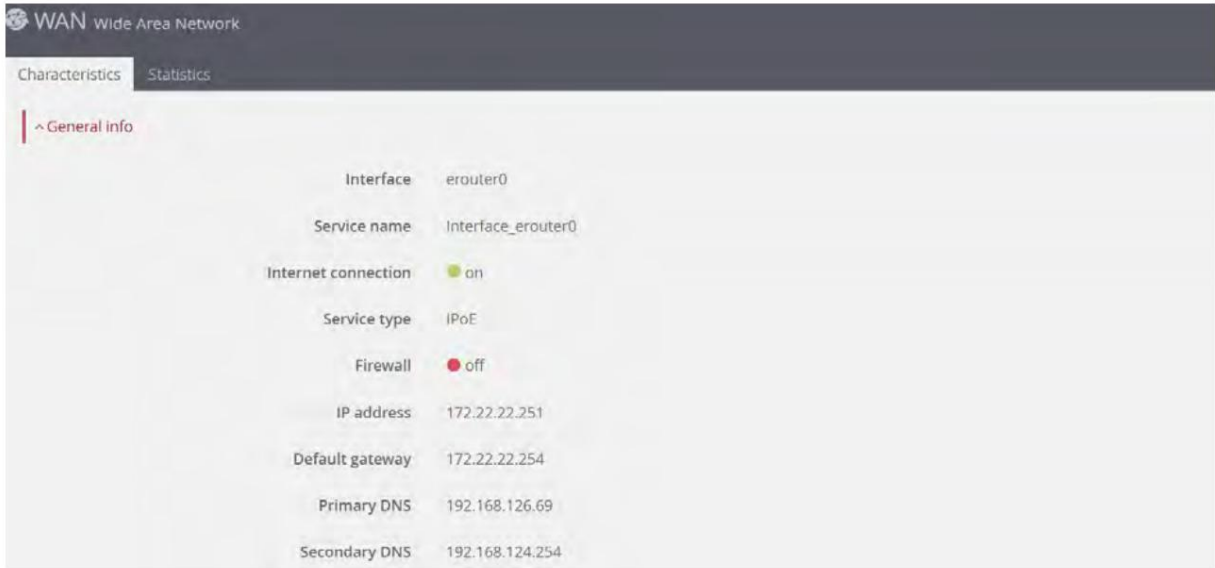 WAN Wide Area Network
Characteristics Statistics
General info
Interface erouter0
Service name Interface_erouter0
Internet connection on
Service type IPoE
Firewall off
IP address 172.22.22.251
Default gateway 172.22.22.254
Primary DNS 192.168.126.69
Secondary DNS 192.168.124.254